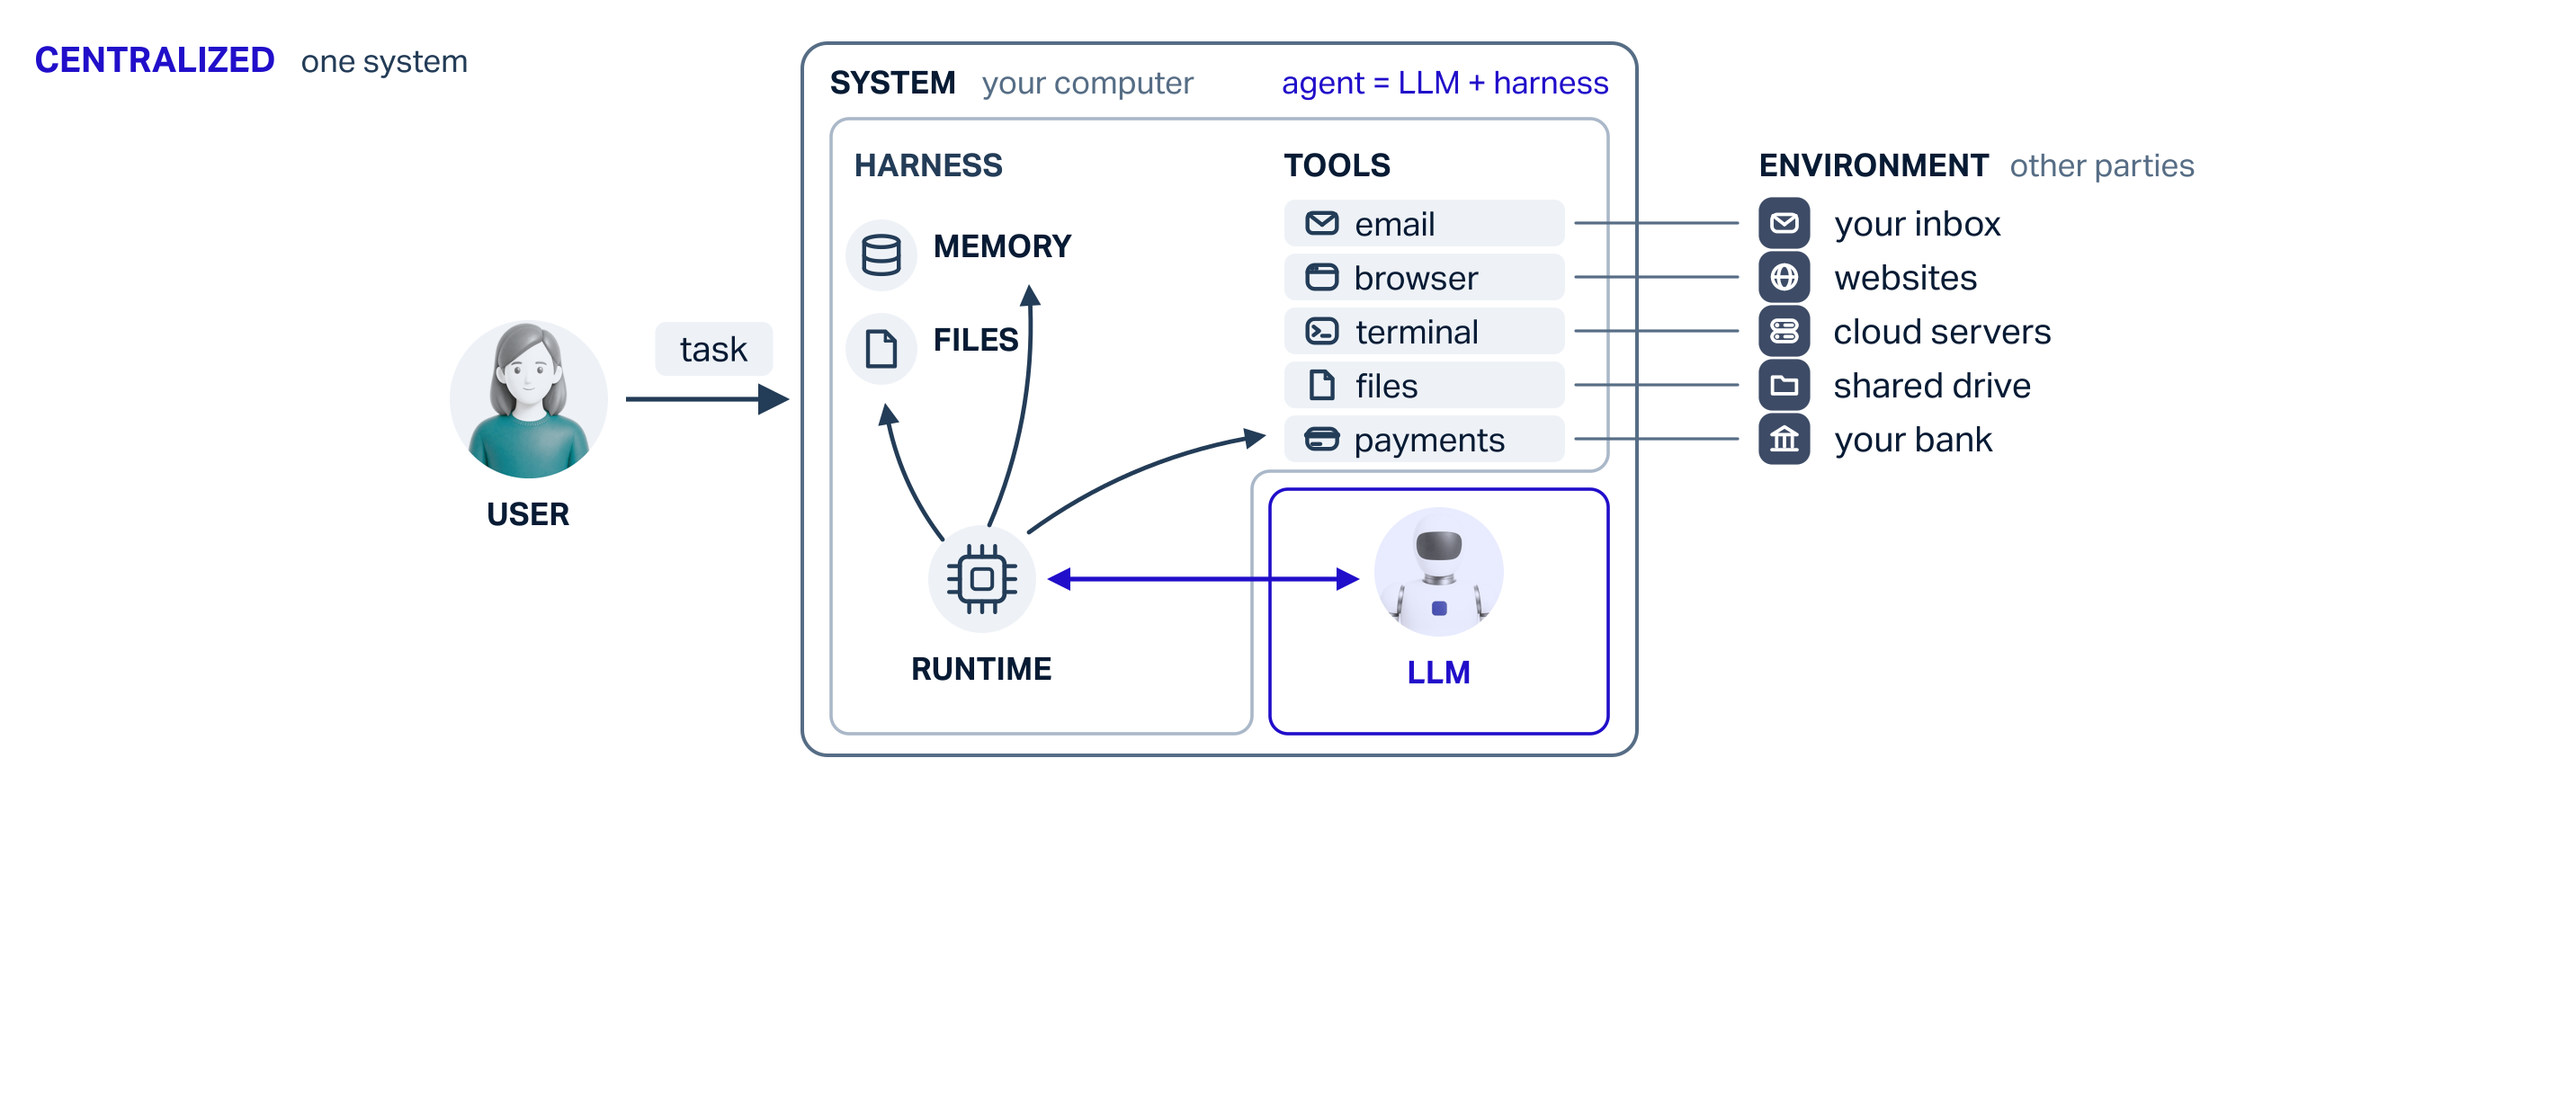 CENTRALIZED one system
SYSTEM your computer agent = LLM + harness
HARNESS
MEMORY
FILES
RUNTIME
TOOLS
email
browser
terminal
files
payments
LLM
task
USER
ENVIRONMENT other parties
your inbox
websites
cloud servers
shared drive
your bank